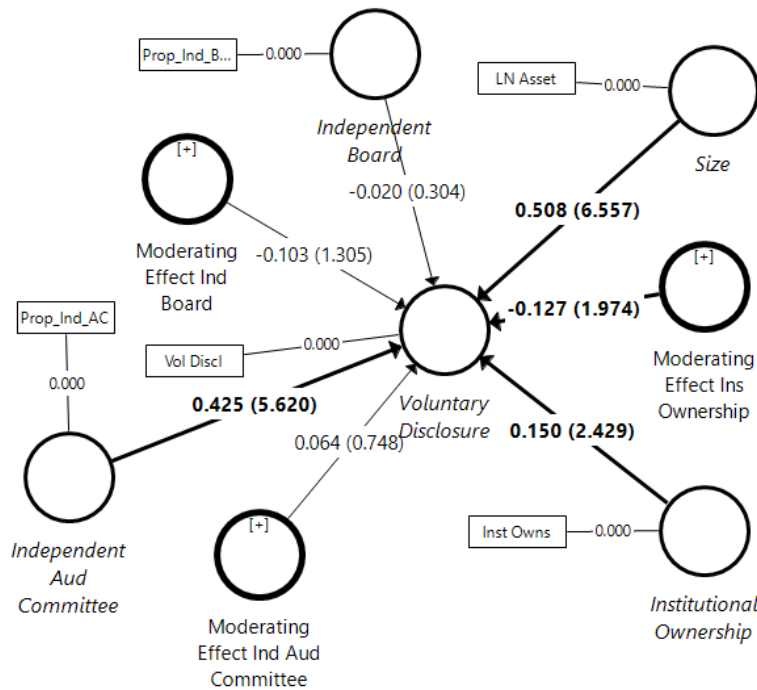 Prop_Ind_B...
0.000
Independent
Board
LN Asset
0.000
Size
[+]
Moderating
Effect Ind
Board
-0.020 (0.304)
0.508 (6.557)
-0.103 (1.305)
[+]
Moderating
Effect Ins
Ownership
-0.127 (1.974)
Prop_Ind_AC
0.000
Vol Discl
0.000
Voluntary
Disclosure
0.425 (5.620)
0.064 (0.748)
0.150 (2.429)
Independent
Aud
Committee
[+]
Moderating
Effect Ind Aud
Committee
Inst Owns
0.000
Institutional
Ownership